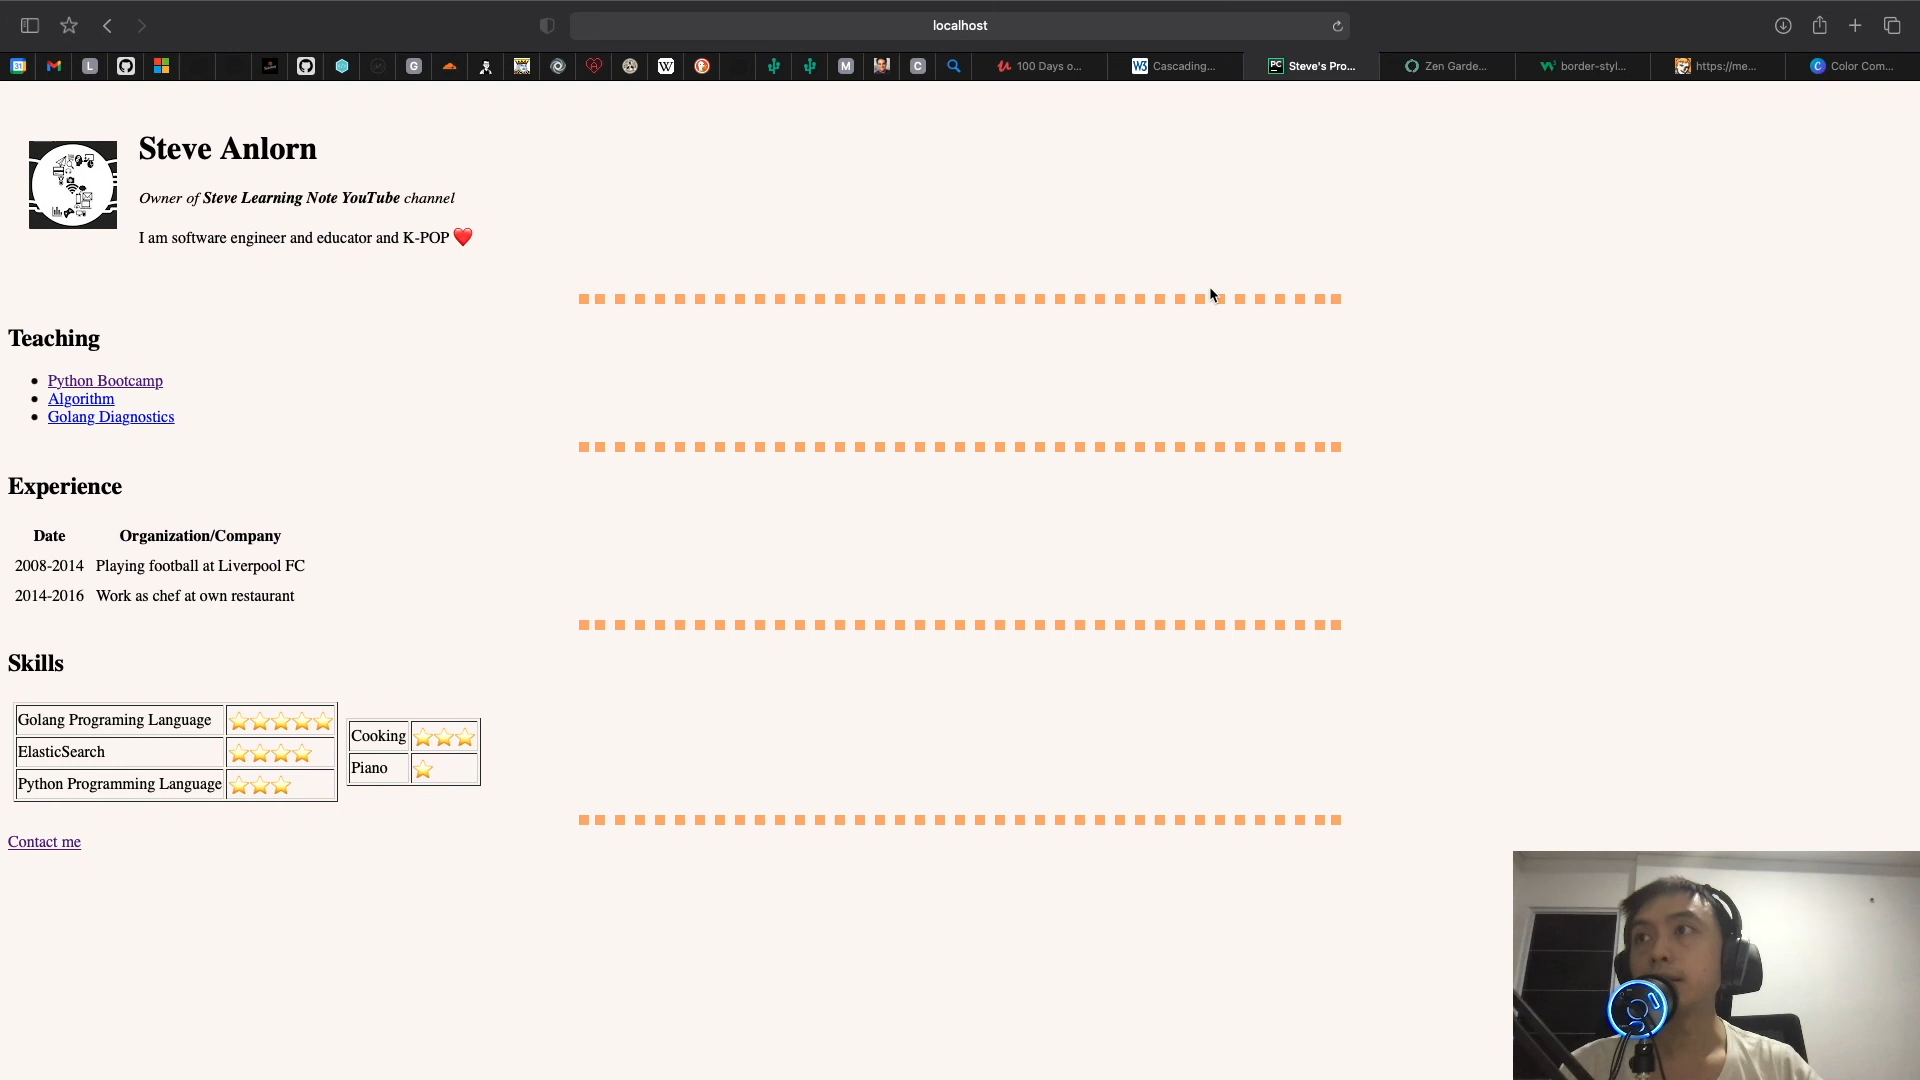 localhost
31
L
G
W
M
C
100 Days o...
W3
Cascading...
PC
Steve's Pro...
Zen Garde...
border-styl...
https://me...
C
Color Com...
Steve Anlorn
Owner of Steve Learning Note YouTube channel
I am software engineer and educator and K-POP ❤️
Teaching
Python Bootcamp
Algorithm
Golang Diagnostics
Experience
Date Organization/Company
2008-2014 Playing football at Liverpool FC
2014-2016 Work as chef at own restaurant
Skills
Golang Programing Language ⭐⭐⭐⭐⭐
ElasticSearch ⭐⭐⭐⭐
Python Programming Language ⭐⭐⭐
Cooking ⭐⭐⭐
Piano ⭐
Contact me